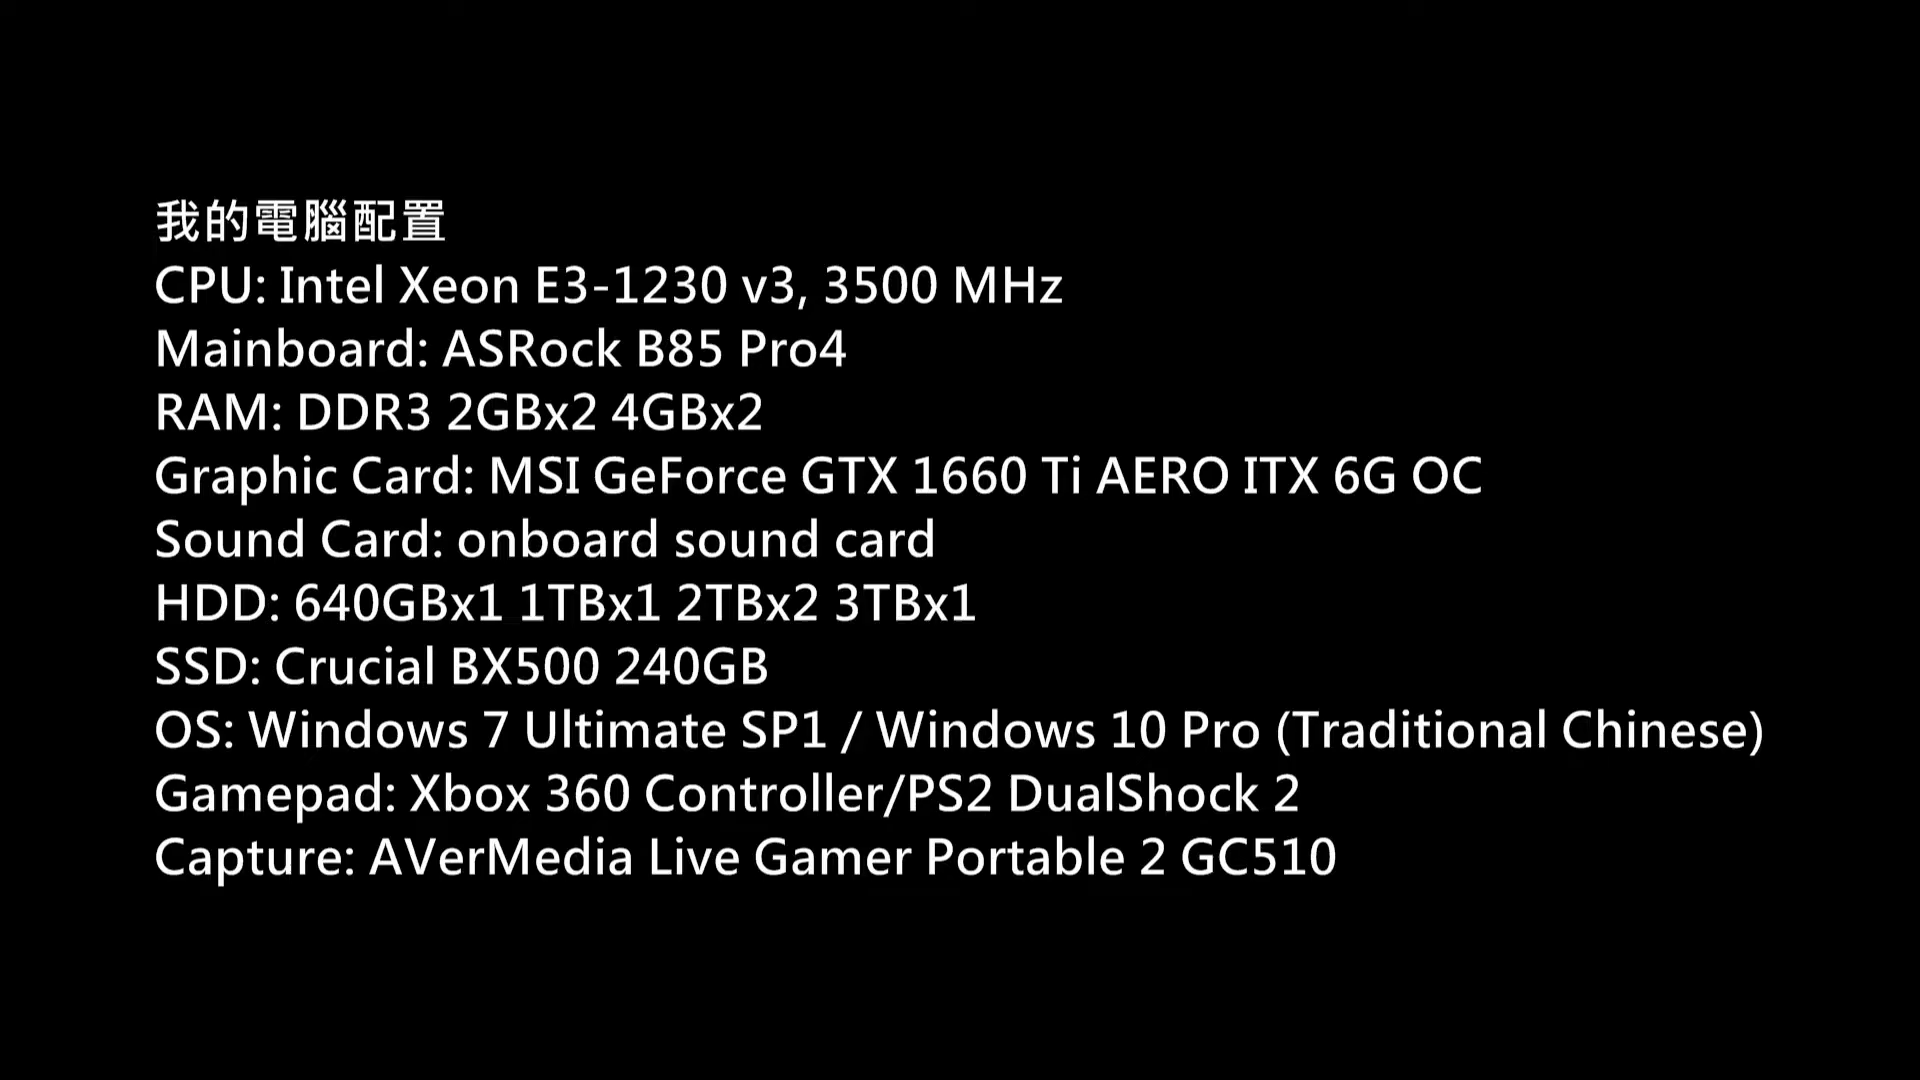 我的電腦配置
CPU: Intel Xeon E3-1230 v3, 3500 MHz
Mainboard: ASRock B85 Pro4
RAM: DDR3 2GBx2 4GBx2
Graphic Card: MSI GeForce GTX 1660 Ti AERO ITX 6G OC
Sound Card: onboard sound card
HDD: 640GBx1 1TBx1 2TBx2 3TBx1
SSD: Crucial BX500 240GB
OS: Windows 7 Ultimate SP1 / Windows 10 Pro (Traditional Chinese)
Gamepad: Xbox 360 Controller/PS2 DualShock 2
Capture: AVerMedia Live Gamer Portable 2 GC510